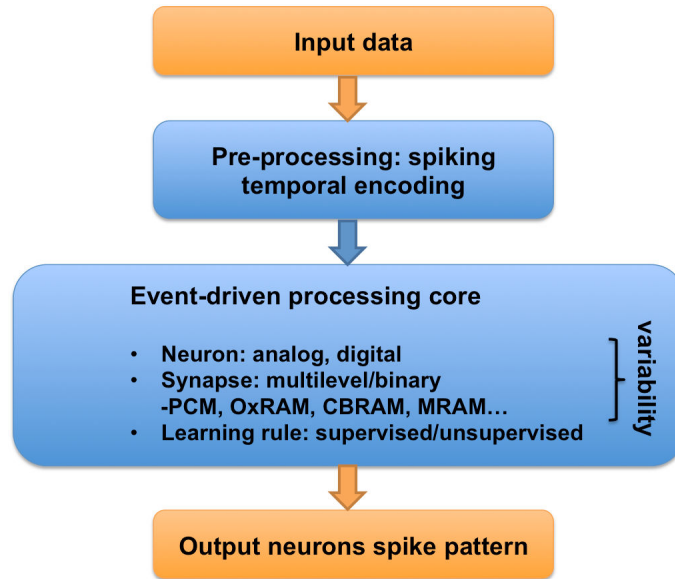 Input data
Pre-processing: spiking
temporal encoding
Event-driven processing core
• Neuron: analog, digital
• Synapse: multilevel/binary
-PCM, OxRAM, CBRAM, MRAM…
• Learning rule: supervised/unsupervised
variability
Output neurons spike pattern